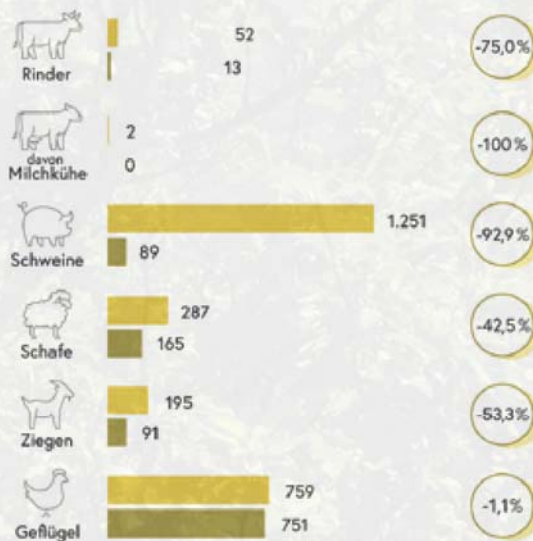 52
Rinder
13
-75,0%
2
davon
Milchkühe
0
-100%
1.251
Schweine
89
-92,9%
287
Schafe
165
-42,5%
195
Ziegen
91
-53,3%
759
Geflügel
751
-1,1%